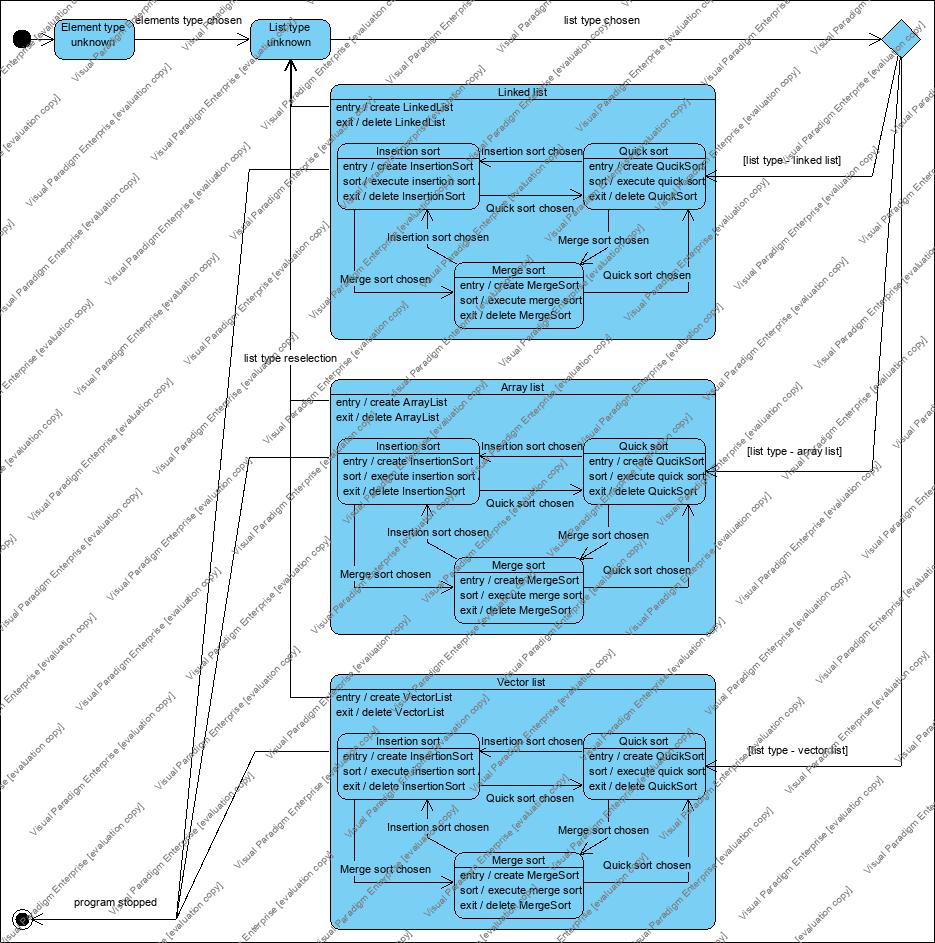 elements type chosen
list type chosen
Element type
unknown
List type
unknown
Linked list
entry / create LinkedList
exit / delete LinkedList
Insertion sort
entry / create InsertionSort
sort / execute insertion sort
exit / delete InsertionSort
Insertion sort chosen
Quick sort chosen
Quick sort
entry / create QucikSort
sort / execute quick sort
exit / delete QuickSort
[list type - linked list]
Insertion sort chosen
Merge sort chosen
Merge sort chosen
Quick sort chosen
Merge sort
entry / create MergeSort
sort / execute merge sort
exit / delete MergeSort
list type reselection
Array list
entry / create ArrayList
exit / delete ArrayList
Insertion sort
entry / create InsertionSort
sort / execute insertion sort
exit / delete InsertionSort
Insertion sort chosen
Quick sort chosen
Quick sort
entry / create QucikSort
sort / execute quick sort
exit / delete QuickSort
[list type - array list]
Insertion sort chosen
Merge sort chosen
Merge sort chosen
Quick sort chosen
Merge sort
entry / create MergeSort
sort / execute merge sort
exit / delete MergeSort
Vector list
entry / create VectorList
exit / delete VectorList
Insertion sort
entry / create InsertionSort
sort / execute insertion sort
exit / delete InsertionSort
Insertion sort chosen
Quick sort chosen
Quick sort
entry / create QucikSort
sort / execute quick sort
exit / delete QuickSort
[list type - vector list]
Insertion sort chosen
Merge sort chosen
Merge sort chosen
Quick sort chosen
Merge sort
entry / create MergeSort
sort / execute merge sort
exit / delete MergeSort
program stopped
Visual Paradigm Enterprise [evaluation copy]